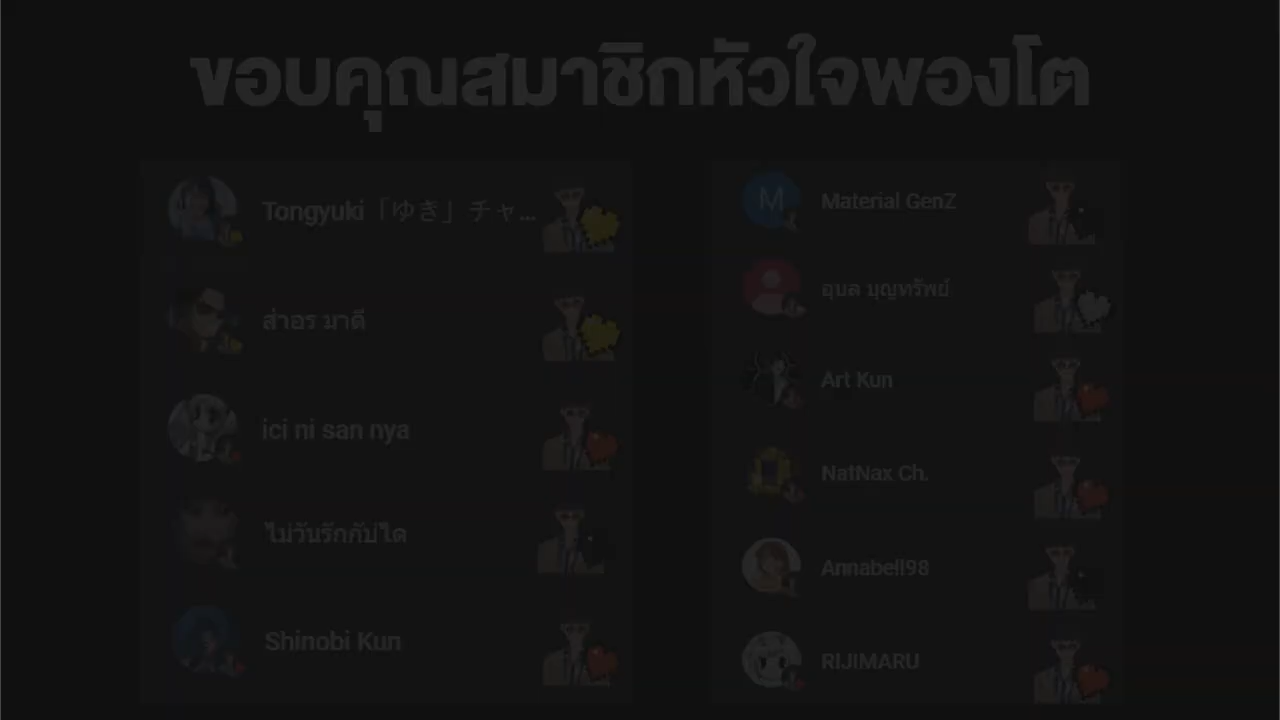 ขอบคุณสมาชิกหัวใจพองโต
Tongyuki「ゆき」チャ...
ส่าอร มาดี
ici ni san nya
ไม่วันรักกับ่ได
Shinobi Kun
M
Material GenZ
อุบล บุญทรัพย์
Art Kun
NatNax Ch.
Annabell98
RIJIMARU